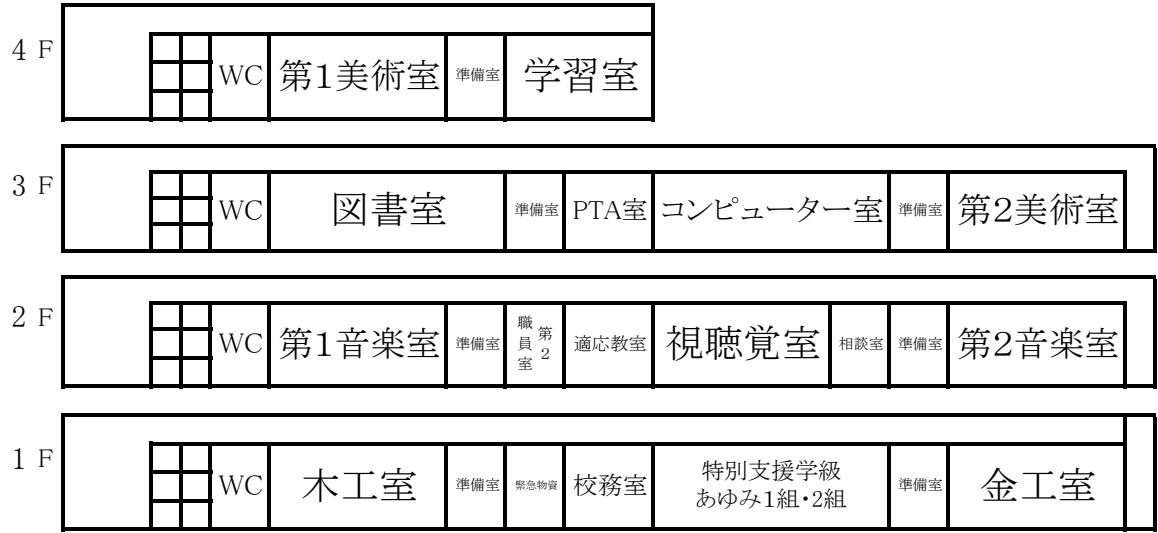 4 F
WC 第1美術室 準備室 学習室
3 F
WC 図書室 準備室 PTA室 コンピューター室 準備室 第2美術室
2 F
WC 第1音楽室 準備室 第2職員室 適応教室 視聴覚室 相談室 準備室 第2音楽室
1 F
WC 木工室 準備室 緊急物資 校務室 特別支援学級
あゆみ1組・2組 準備室 金工室